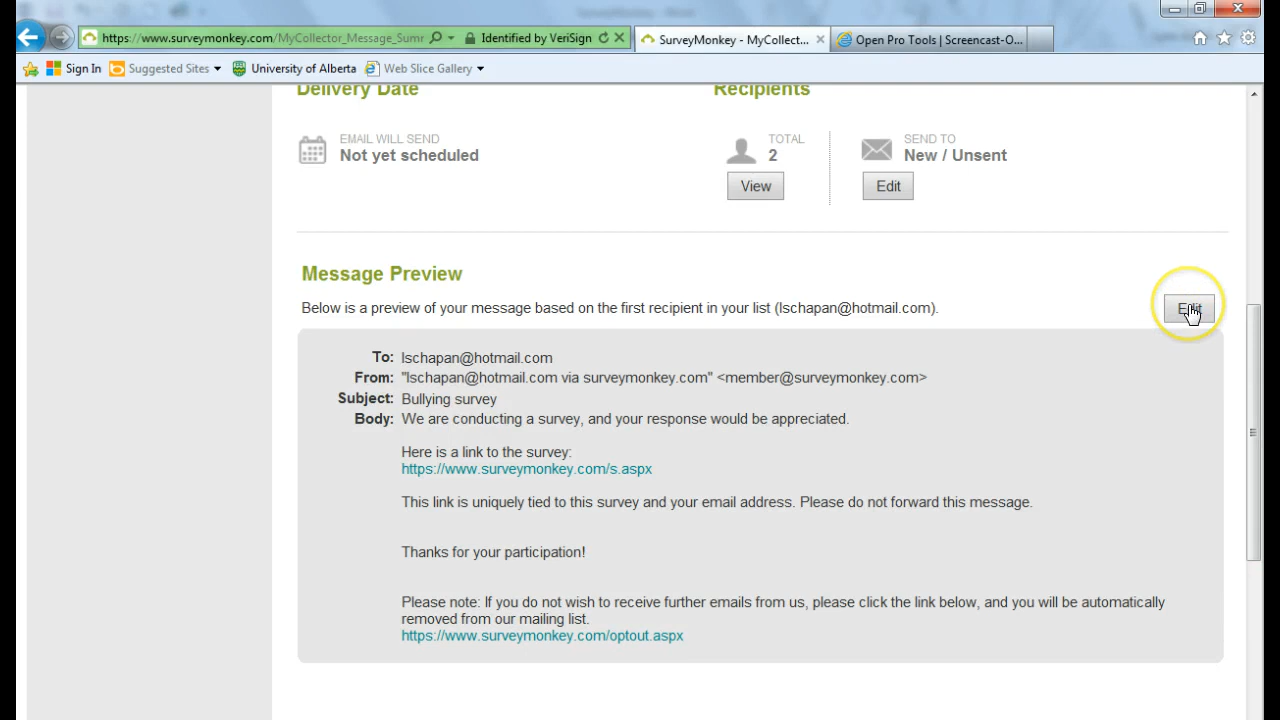 https://www.surveymonkey.com/MyCollector_Message_Summ
Identified by VeriSign
SurveyMonkey - MyCollect...
Open Pro Tools | Screencast-O...
Sign In
Suggested Sites
University of Alberta
Web Slice Gallery
Delivery Date
Recipients
EMAIL WILL SEND
Not yet scheduled
TOTAL
2
View
SEND TO
New / Unsent
Edit
Message Preview
Below is a preview of your message based on the first recipient in your list (lschapan@hotmail.com).
Edit
To: lschapan@hotmail.com
From: "lschapan@hotmail.com via surveymonkey.com" <member@surveymonkey.com>
Subject: Bullying survey
Body: We are conducting a survey, and your response would be appreciated.
Here is a link to the survey:
https://www.surveymonkey.com/s.aspx
This link is uniquely tied to this survey and your email address. Please do not forward this message.
Thanks for your participation!
Please note: If you do not wish to receive further emails from us, please click the link below, and you will be automatically
removed from our mailing list.
https://www.surveymonkey.com/optout.aspx